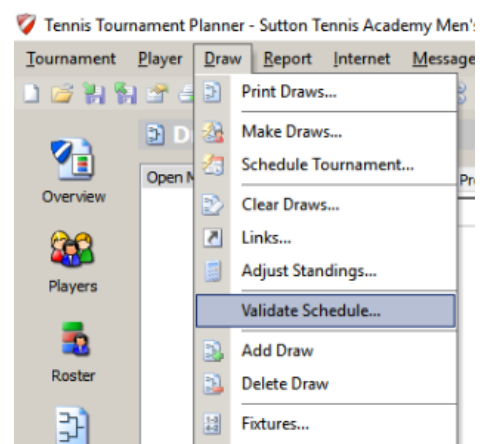 Tennis Tournament Planner - Sutton Tennis Academy Men's
Tournament Player Draw Report Internet Message
Print Draws...
D
Make Draws...
Schedule Tournament...
Open M
Pr
Overview
Clear Draws...
Links...
Adjust Standings...
Players
Validate Schedule...
Add Draw
Roster
Delete Draw
Fixtures...